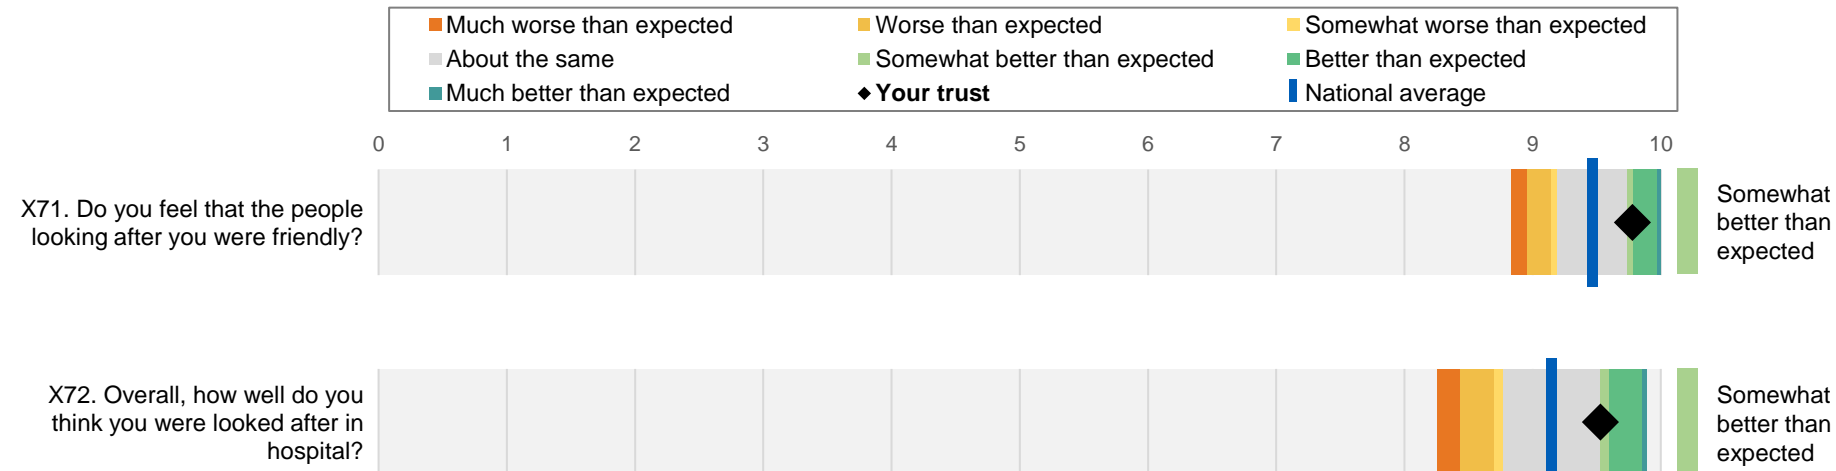 Much worse than expected
Worse than expected
Somewhat worse than expected
About the same
Somewhat better than expected
Better than expected
Much better than expected
Your trust
National average
0 1 2 3 4 5 6 7 8 9 10
X71. Do you feel that the people
looking after you were friendly?
Somewhat
better than
expected
X72. Overall, how well do you
think you were looked after in
hospital?
Somewhat
better than
expected